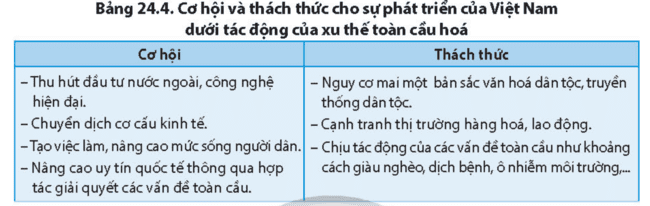 Bảng 24.4. Cơ hội và thách thức cho sự phát triển của Việt Nam
dưới tác động của xu thế toàn cầu hoá
Cơ hội
– Thu hút đầu tư nước ngoài, công nghệ
hiện đại.
– Chuyển dịch cơ cấu kinh tế.
– Tạo việc làm, nâng cao mức sống người dân.
– Nâng cao uy tín quốc tế thông qua hợp
tác giải quyết các vấn đề toàn cầu.
Thách thức
– Nguy cơ mai một bản sắc văn hoá dân tộc, truyền
thống dân tộc.
– Cạnh tranh thị trường hàng hoá, lao động.
– Chịu tác động của các vấn đề toàn cầu như khoảng
cách giàu nghèo, dịch bệnh, ô nhiễm môi trường,...